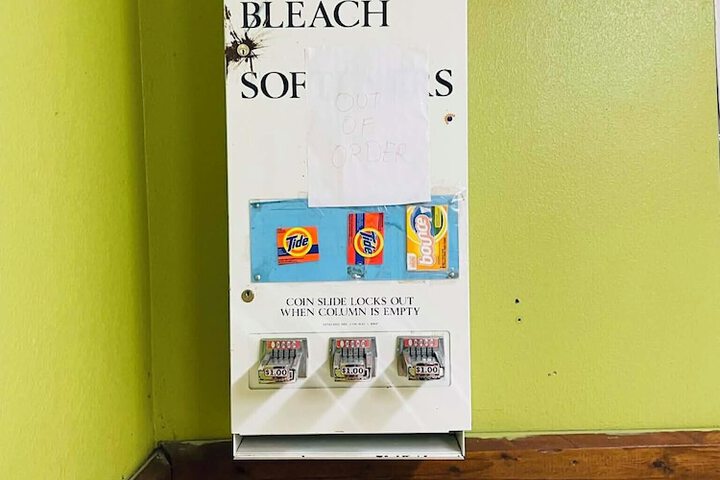 BLEACH
OUT
OF
ORDER
Tide
Tide
bounce
COIN SLIDE LOCKS OUT
WHEN COLUMN IS EMPTY
$1.00
$1.00
$1.00